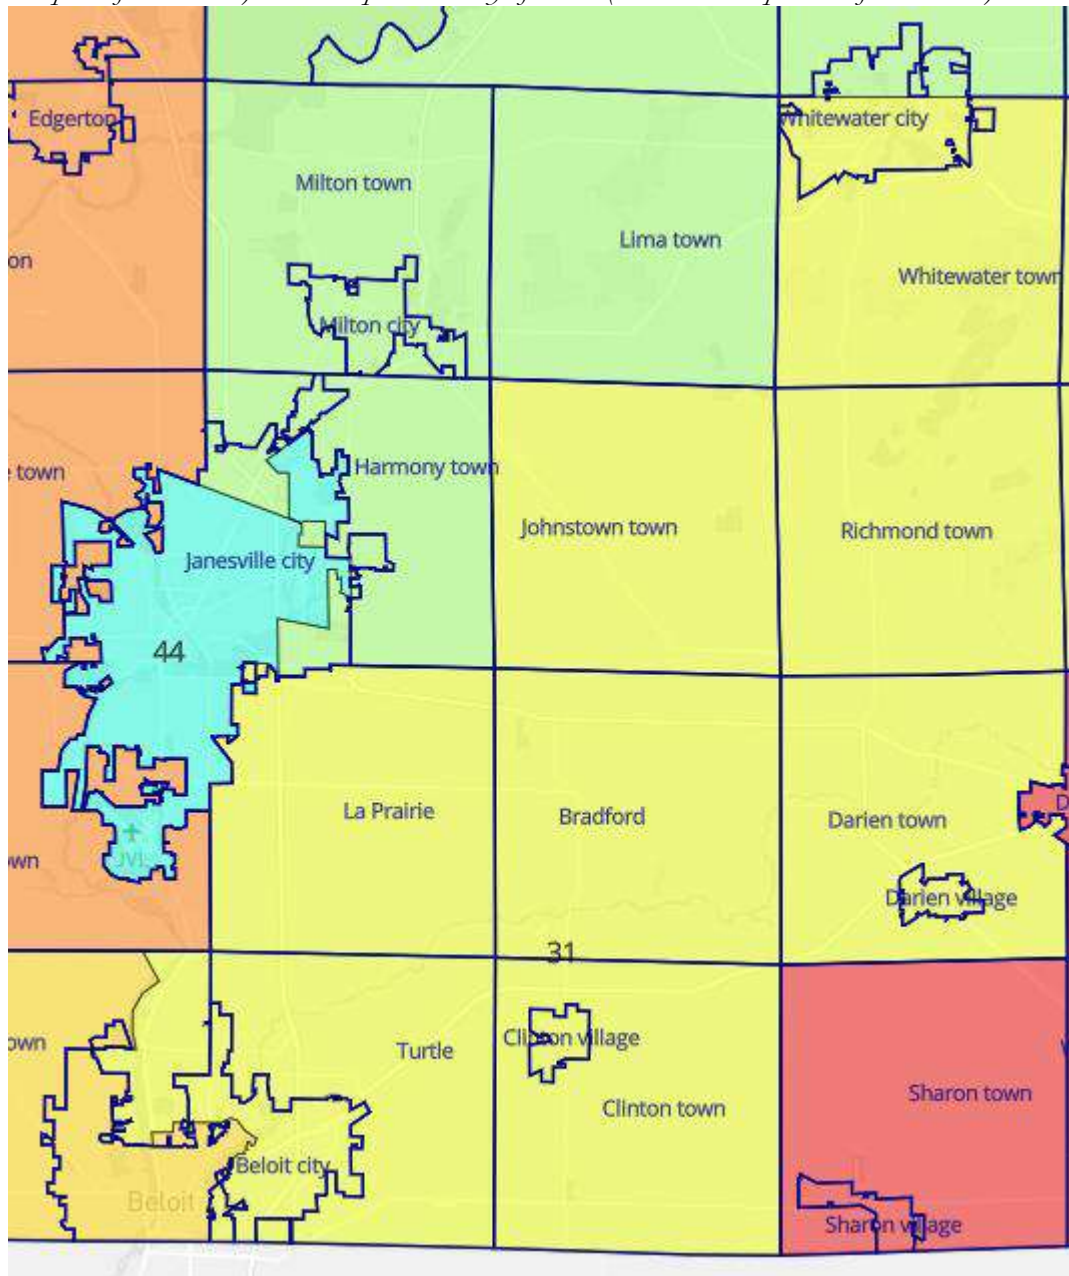 Edgerton
Whitewater city
Milton town
Lima town
on
Whitewater town
Milton city
Harmony town
town
Johnstown town
Richmond town
Janesville city
44
La Prairie
Bradford
Darien town
D
own
JVL
Darien village
31
own
Turtle
Clinton village
Clinton town
Sharon town
Beloit city
Beloit
Sharon village